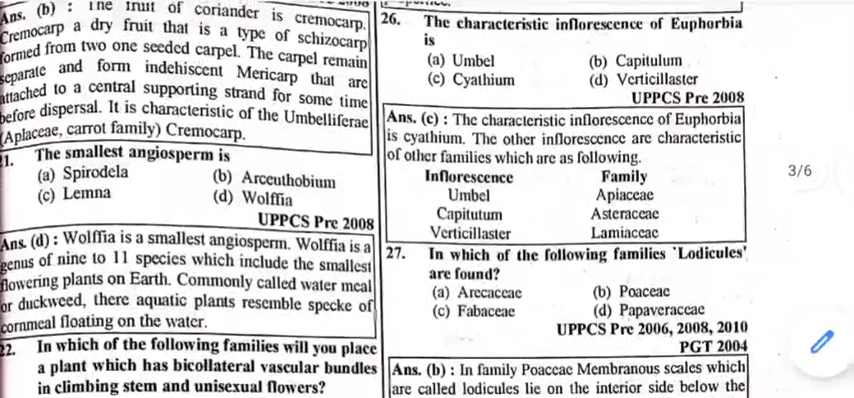 Ans. (b) : The fruit of coriander is cremocarp.
Cremocarp a dry fruit that is a type of schizocarp
formed from two one seeded carpel. The carpel remain
separate and form indehiscent Mericarp that are
attached to a central supporting strand for some time
before dispersal. It is characteristic of the Umbelliferae
(Aplaceae, carrot family) Cremocarp.
21. The smallest angiosperm is
(a) Spirodela (b) Arceuthobium
(c) Lemna (d) Wolffia
UPPCS Pre 2008
Ans. (d) : Wolffia is a smallest angiosperm. Wolffia is a
genus of nine to 11 species which include the smallest
flowering plants on Earth. Commonly called water meal
or duckweed, there aquatic plants resemble specke of
cornmeal floating on the water.
22. In which of the following families will you place
a plant which has bicollateral vascular bundles
in climbing stem and unisexual flowers?
26. The characteristic inflorescence of Euphorbia
is
(a) Umbel (b) Capitulum
(c) Cyathium (d) Verticillaster
UPPCS Pre 2008
Ans. (c) : The characteristic inflorescence of Euphorbia
is cyathium. The other inflorescence are characteristic
of other families which are as following.
Inflorescence Family
Umbel Apiaceae
Capitutum Asteraceae
Verticillaster Lamiaceae
27. In which of the following families 'Lodicules'
are found?
(a) Arecaceae (b) Poaceae
(c) Fabaceae (d) Papaveraceae
UPPCS Pre 2006, 2008, 2010
PGT 2004
Ans. (b) : In family Poaceae Membranous scales which
are called lodicules lie on the interior side below the
3/6